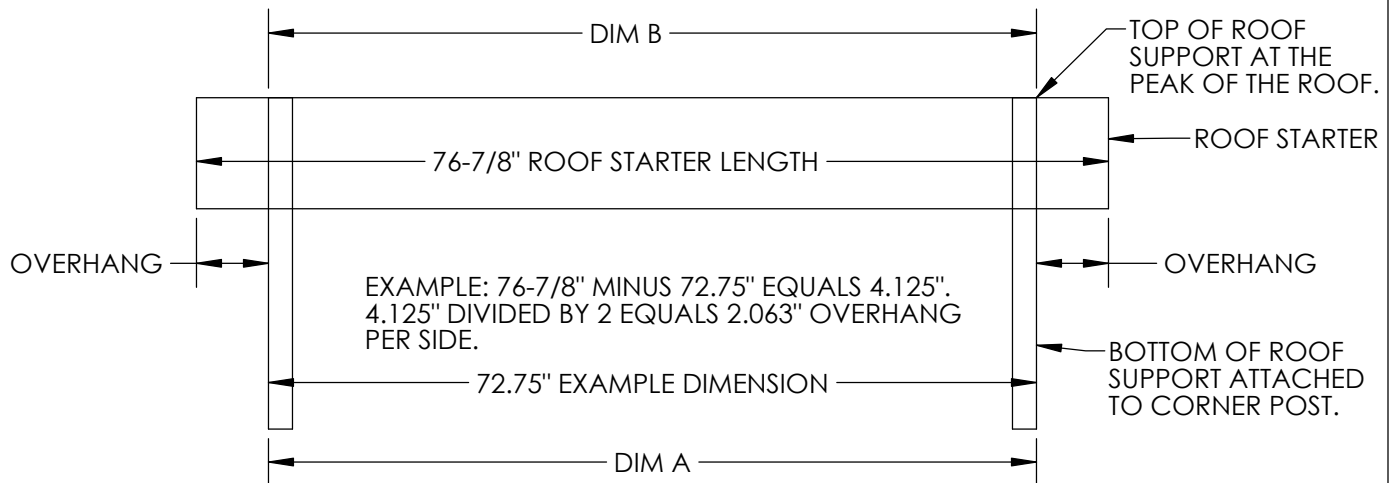 DIM B
TOP OF ROOF
SUPPORT AT THE
PEAK OF THE ROOF.
ROOF STARTER
76-7/8" ROOF STARTER LENGTH
OVERHANG
OVERHANG
EXAMPLE: 76-7/8" MINUS 72.75" EQUALS 4.125".
4.125" DIVIDED BY 2 EQUALS 2.063" OVERHANG
PER SIDE.
72.75" EXAMPLE DIMENSION
BOTTOM OF ROOF
SUPPORT ATTACHED
TO CORNER POST.
DIM A